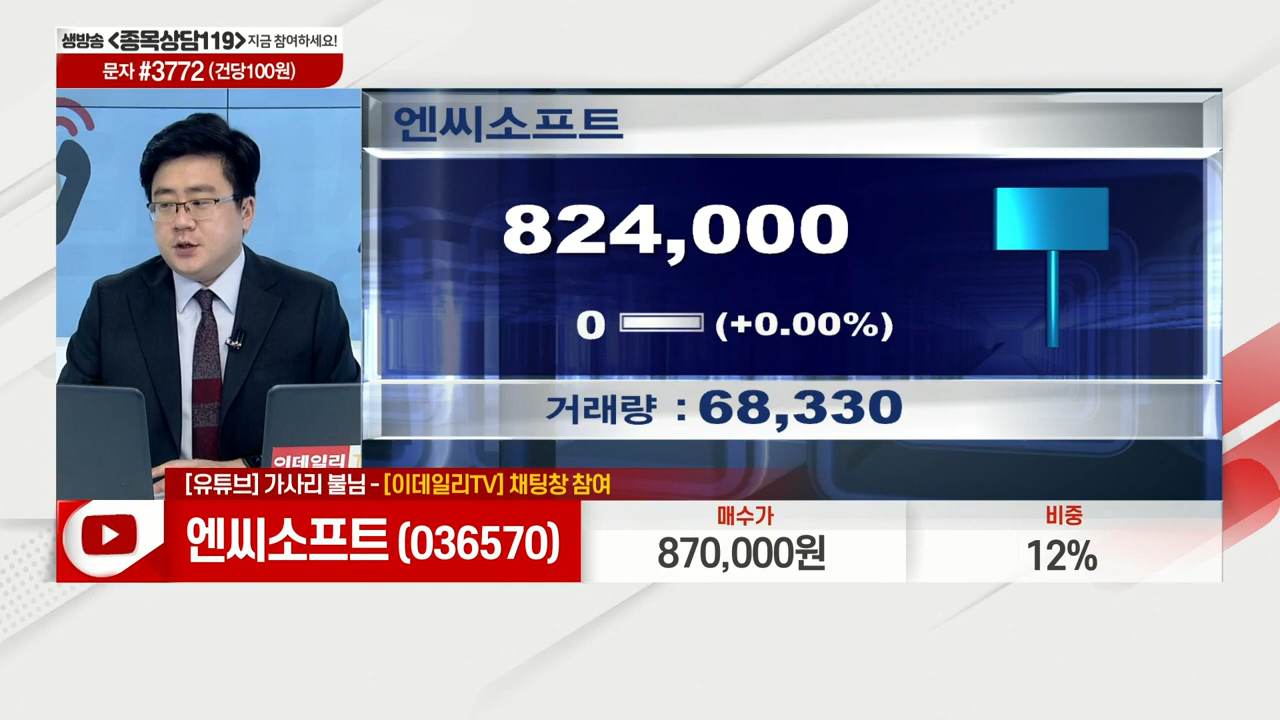 생방송 <종목상담119> 지금 참여하세요!
문자 #3772 (건당100원)
엔씨소프트
824,000
0 (+0.00%)
거래량 : 68,330
이데일리
[유튜브] 가사리 불님 - [이데일리TV] 채팅창 참여
엔씨소프트 (036570)
매수가
870,000원
비중
12%